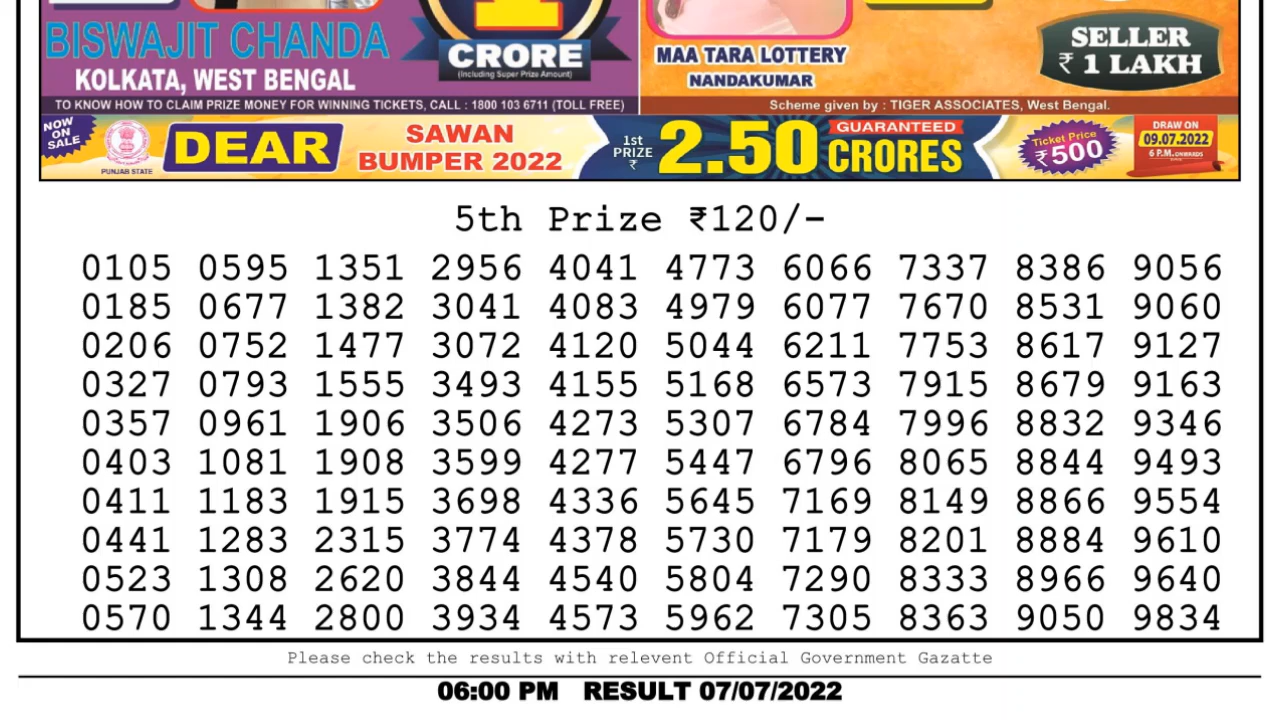 BISWAJIT CHANDA
KOLKATA, WEST BENGAL
1
CRORE
(Including Super Prize Amount)
MAA TARA LOTTERY
NANDAKUMAR
SELLER
₹ 1 LAKH
TO KNOW HOW TO CLAIM PRIZE MONEY FOR WINNING TICKETS, CALL : 1800 103 6711 (TOLL FREE)
Scheme given by : TIGER ASSOCIATES, West Bengal.
NOW
ON
SALE
PUNJAB STATE
DEAR
SAWAN
BUMPER 2022
1st
PRIZE
₹
2.50
GUARANTEED
CRORES
Ticket Price
₹500
DRAW ON
09.07.2022
6 P.M. ONWARDS
5th Prize ₹120/-
0105 0595 1351 2956 4041 4773 6066 7337 8386 9056
0185 0677 1382 3041 4083 4979 6077 7670 8531 9060
0206 0752 1477 3072 4120 5044 6211 7753 8617 9127
0327 0793 1555 3493 4155 5168 6573 7915 8679 9163
0357 0961 1906 3506 4273 5307 6784 7996 8832 9346
0403 1081 1908 3599 4277 5447 6796 8065 8844 9493
0411 1183 1915 3698 4336 5645 7169 8149 8866 9554
0441 1283 2315 3774 4378 5730 7179 8201 8884 9610
0523 1308 2620 3844 4540 5804 7290 8333 8966 9640
0570 1344 2800 3934 4573 5962 7305 8363 9050 9834
Please check the results with relevent Official Government Gazatte
06:00 PM RESULT 07/07/2022